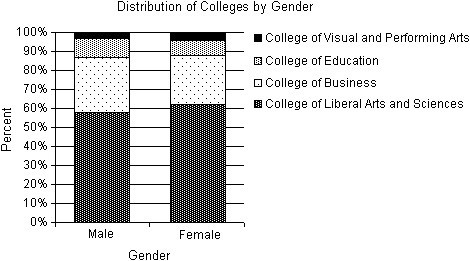 Distribution of Colleges by Gender
100%
90%
80%
70%
60%
50%
40%
30%
20%
10%
0%
Percent
Male
Female
Gender
College of Visual and Performing Arts
College of Education
College of Business
College of Liberal Arts and Sciences